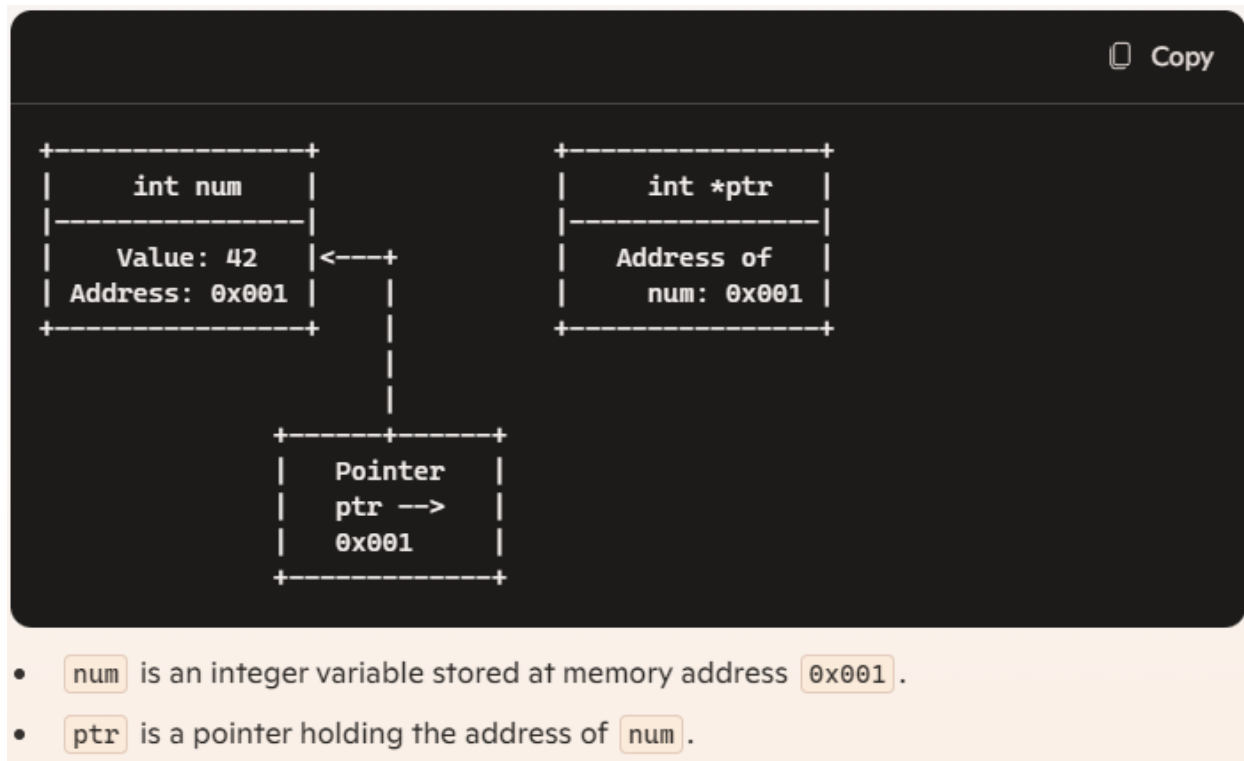 Copy
+----------------+               +----------------+
|     int num    |               |     int *ptr   |
|----------------|               |----------------|
|    Value: 42   |<---+          |   Address of   |
| Address: 0x001 |    |          |     num: 0x001 |
+----------------+    |          +----------------+
                      |
                      |
               +------+------+
               |   Pointer   |
               |   ptr -->   |
               |   0x001     |
               +-------------+
• num is an integer variable stored at memory address 0x001.
• ptr is a pointer holding the address of num.